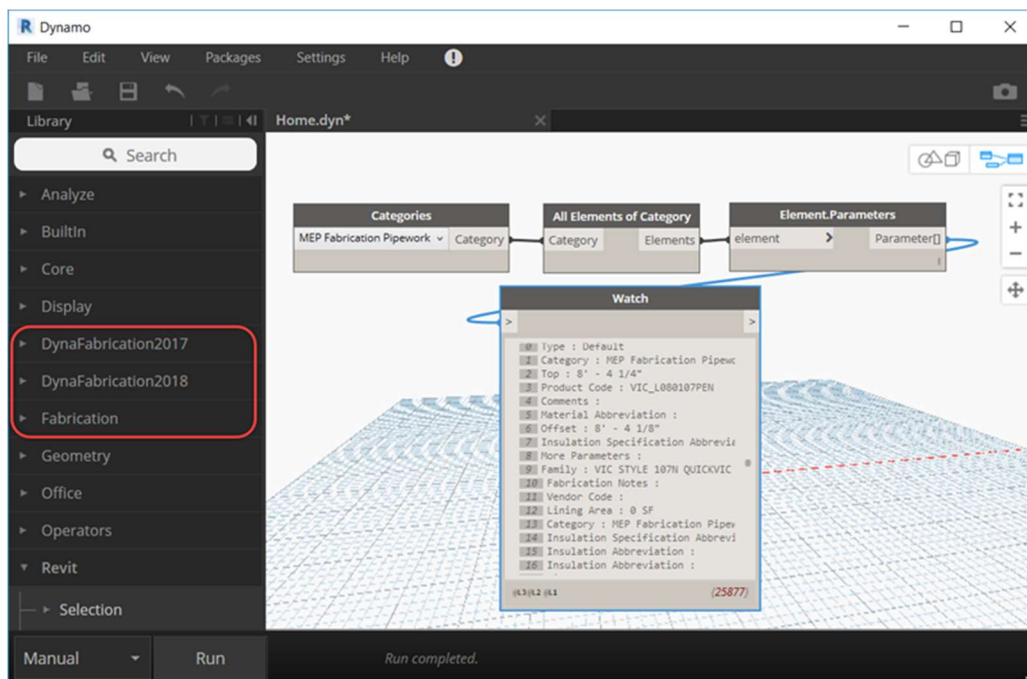 R Dynamo
File Edit View Packages Settings Help !
Library
Home.dyn*
Search
Analyze
BuiltIn
Core
Display
DynaFabrication2017
DynaFabrication2018
Fabrication
Geometry
Office
Operators
Revit
Selection
Categories
MEP Fabrication Pipework Category
All Elements of Category
Category Elements
Element.Parameters
element > Parameter[]
Watch
> >
0 Type : Default
1 Category : MEP Fabrication Pipewo
2 Top : 8' - 4 1/4"
3 Product Code : VIC_L080107PEN
4 Comments :
5 Material Abbreviation :
6 Offset : 8' - 4 1/8"
7 Insulation Specification Abbrevia
8 More Parameters :
9 Family : VIC STYLE 107N QUICKVIC
10 Fabrication Notes :
11 Vendor Code :
12 Lining Area : 0 SF
13 Category : MEP Fabrication Pipew
14 Insulation Specification Abbrevi
15 Insulation Abbreviation :
16 Insulation Abbreviation :
@L3 @L2 @L1 {25877}
Manual Run Run completed.